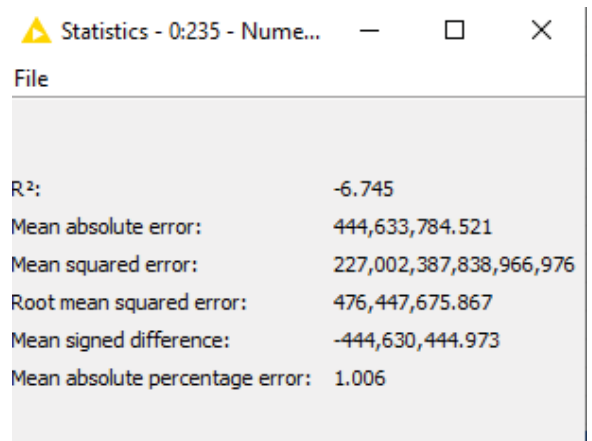 Statistics - 0:235 - Nume...
File
R²: -6.745
Mean absolute error: 444,633,784.521
Mean squared error: 227,002,387,838,966,976
Root mean squared error: 476,447,675.867
Mean signed difference: -444,630,444.973
Mean absolute percentage error: 1.006